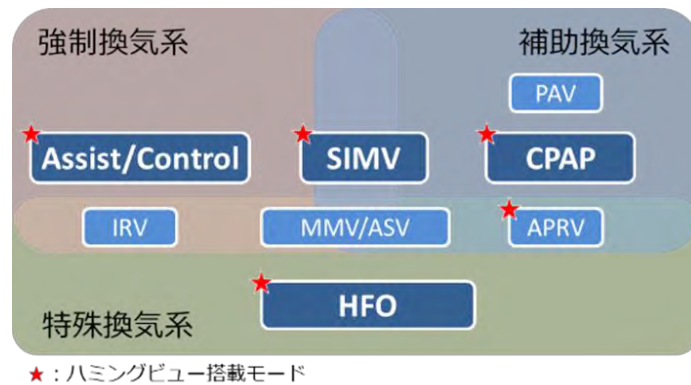 強制換気系
補助換気系
PAV
Assist/Control
SIMV
CPAP
IRV
MMV/ASV
APRV
HFO
特殊換気系
★：ハミングビュー搭載モード